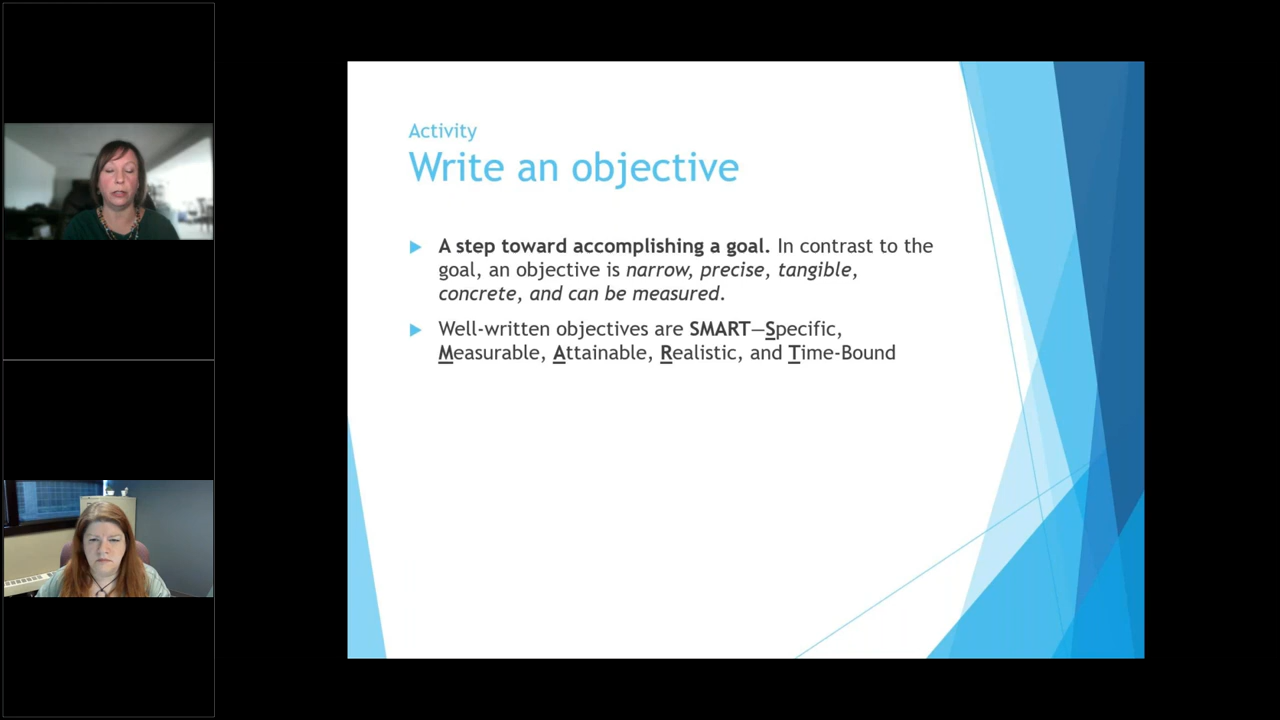 Activity
Write an objective
A step toward accomplishing a goal. In contrast to the
goal, an objective is narrow, precise, tangible,
concrete, and can be measured.
Well-written objectives are SMART—Specific,
Measurable, Attainable, Realistic, and Time-Bound